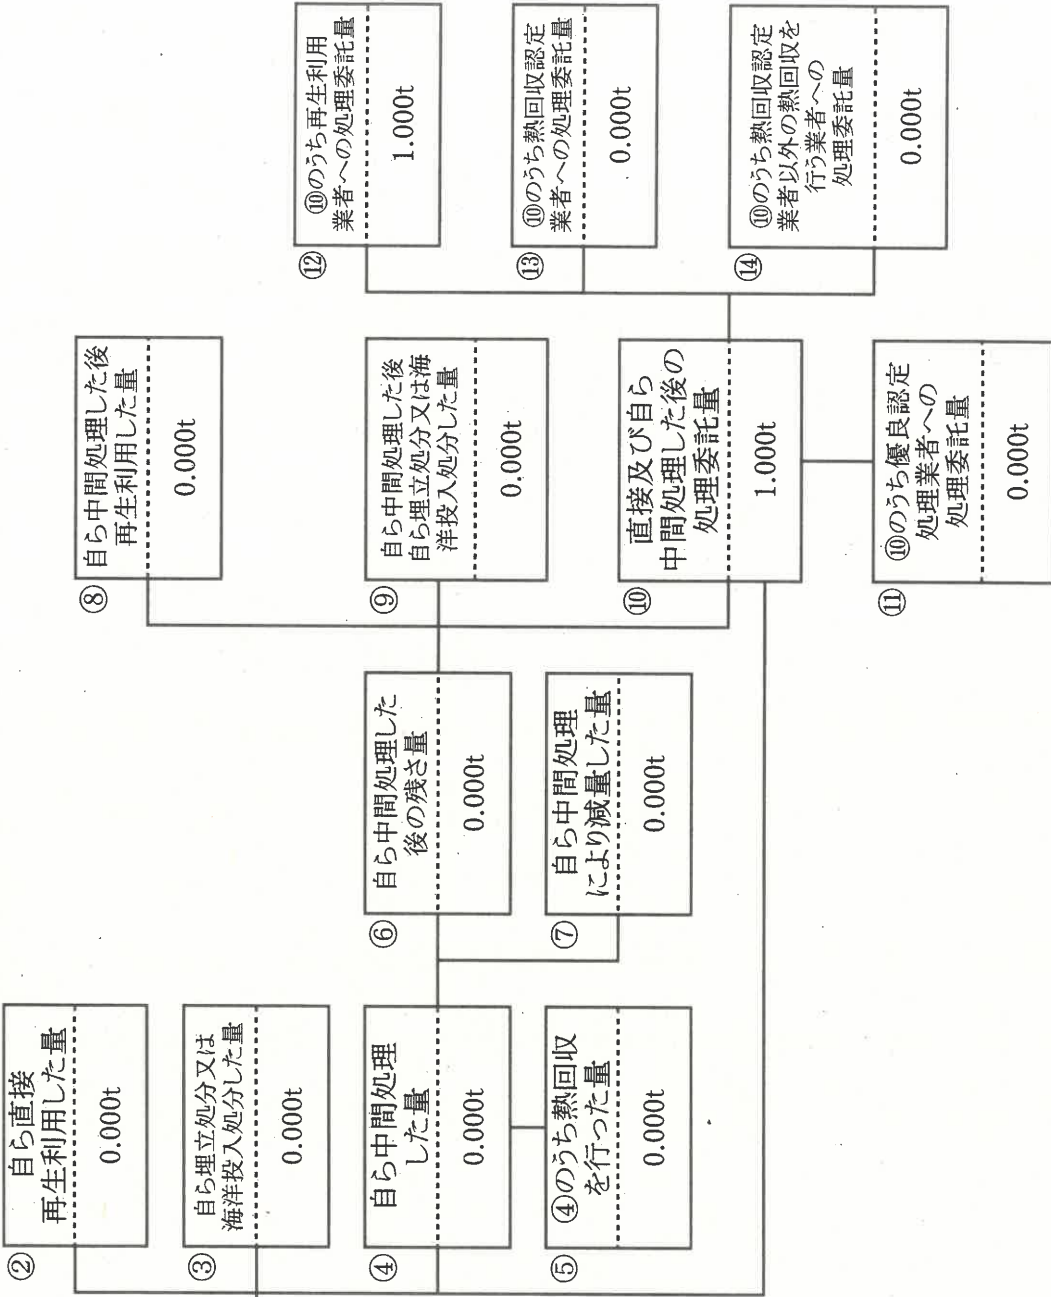 ②
自ら直接
再生利用した量
0.000t
③
自ら埋立処分又は
海洋投入処分した量
0.000t
④
自ら中間処理
した量
0.000t
⑤
④のうち熱回収
を行った量
0.000t
⑥
自ら中間処理した
後の残さ量
0.000t
⑦
自ら中間処理
により減量した量
0.000t
⑧
自ら中間処理した後
再生利用した量
0.000t
⑨
自ら中間処理した後
自ら埋立処分又は海
洋投入処分した量
0.000t
⑩
直接及び自ら
中間処理した後の
処理委託量
1.000t
⑪
⑩のうち優良認定
処理業者への
処理委託量
0.000t
⑫
⑩のうち再生利用
業者への処理委託量
1.000t
⑬
⑩のうち熱回収認定
業者への処理委託量
0.000t
⑭
⑩のうち熱回収認定
業者以外の熱回収を
行う業者への
処理委託量
0.000t